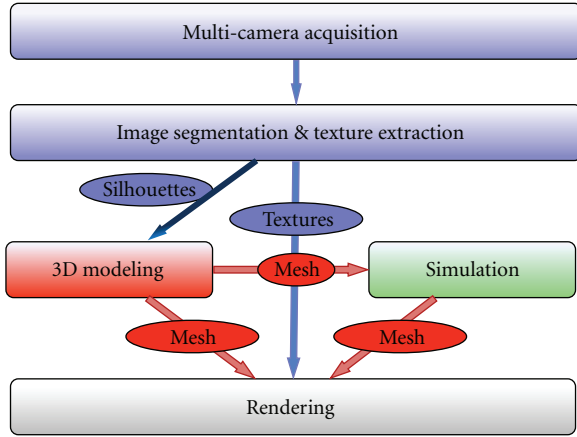 Multi-camera acquisition
Image segmentation & texture extraction
Silhouettes
Textures
3D modeling
Mesh
Simulation
Mesh
Mesh
Rendering